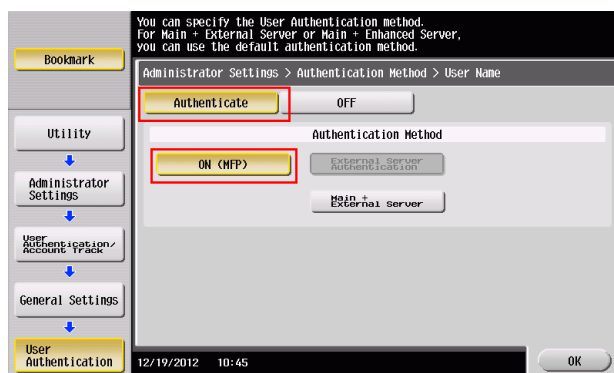 You can specify the User Authentication method.
For Main + External Server or Main + Enhanced Server,
you can use the default authentication method.
Bookmark
Administrator Settings > Authentication Method > User Name
Authenticate
OFF
Authentication Method
Utility
ON (MFP)
External Server
Authentication
Administrator
Settings
Main +
External Server
User
Authentication/
Account Track
General Settings
User
Authentication
12/19/2012 10:45
OK